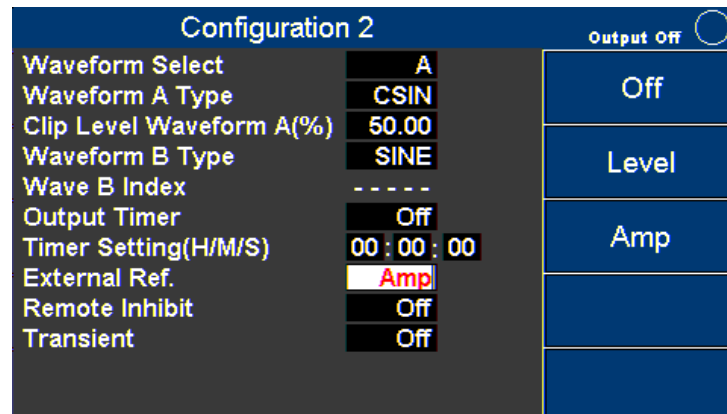 Configuration 2
Output Off
Waveform Select A
Waveform A Type CSIN
Clip Level Waveform A(%) 50.00
Waveform B Type SINE
Wave B Index - - - - -
Output Timer Off
Timer Setting(H/M/S) 00 : 00 : 00
External Ref. Amp
Remote Inhibit Off
Transient Off
Off
Level
Amp